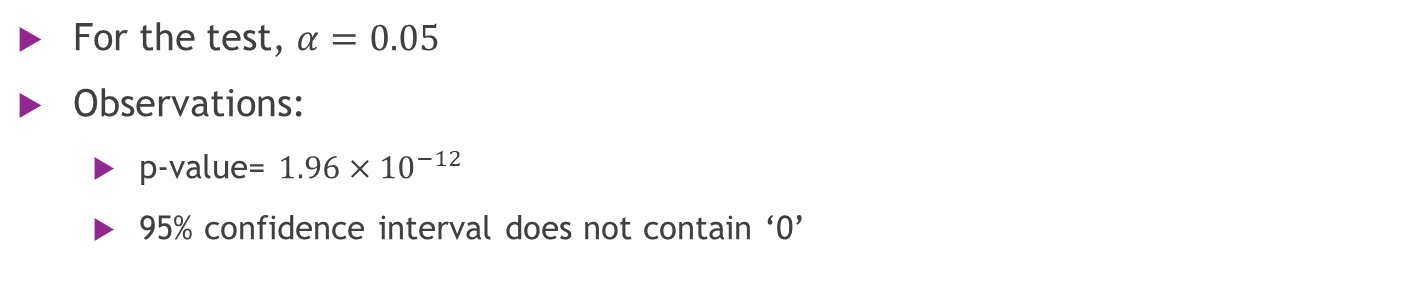 For the test, α = 0.05
Observations:
p-value= 1.96 × 10⁻¹²
95% confidence interval does not contain ‘0’